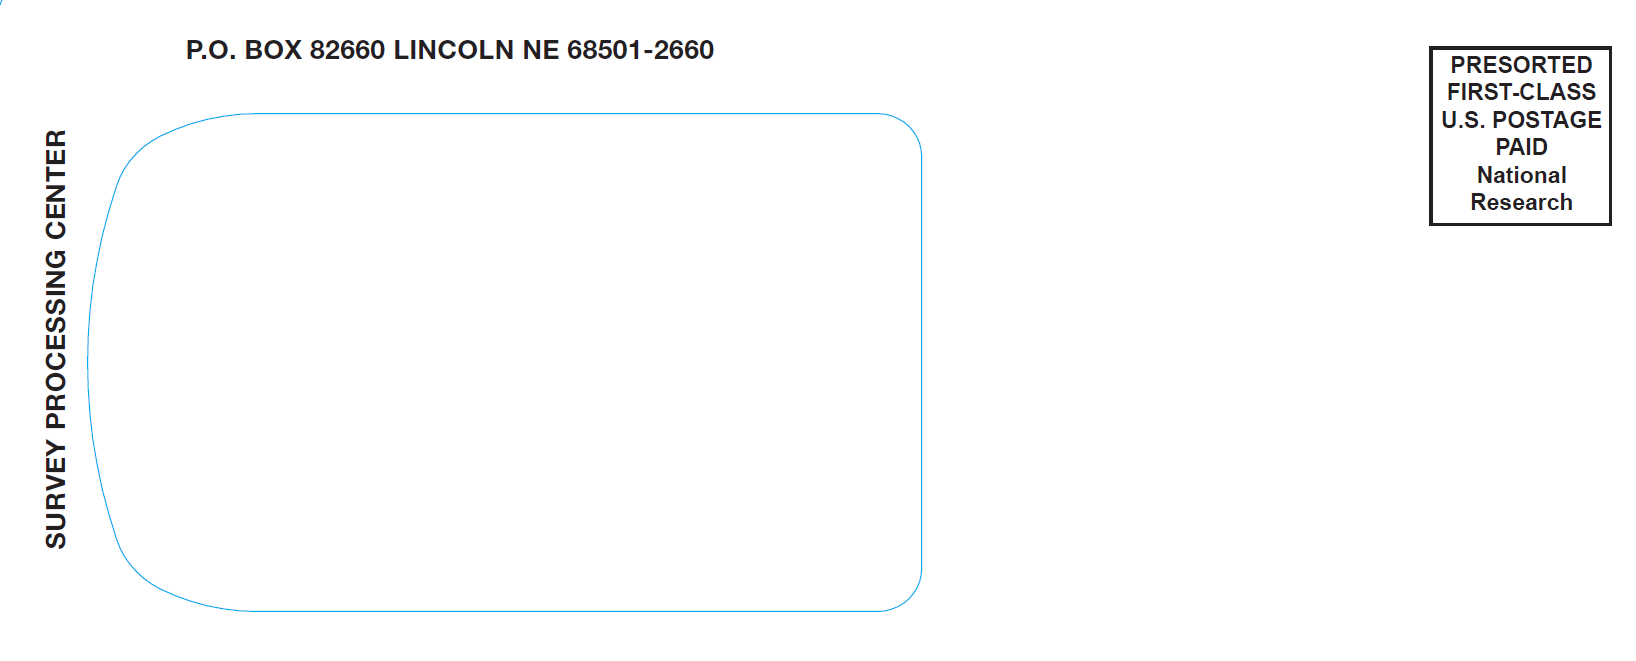 P.O. BOX 82660 LINCOLN NE 68501-2660
SURVEY PROCESSING CENTER
PRESORTED
FIRST-CLASS
U.S. POSTAGE
PAID
National
Research